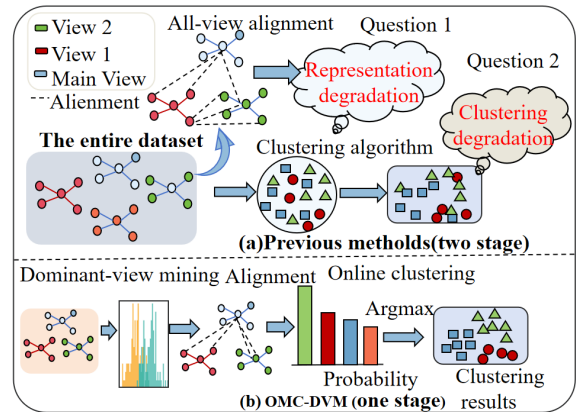 View 2
View 1
Main View
Alienment
All-view alignment
Question 1
Representation
degradation
Question 2
Clustering
degradation
The entire dataset
Clustering algorithm
(a)Previous metholds(two stage)
Dominant-view mining
Alignment
Online clustering
Argmax
Probability
Clustering
results
(b) OMC-DVM (one stage)